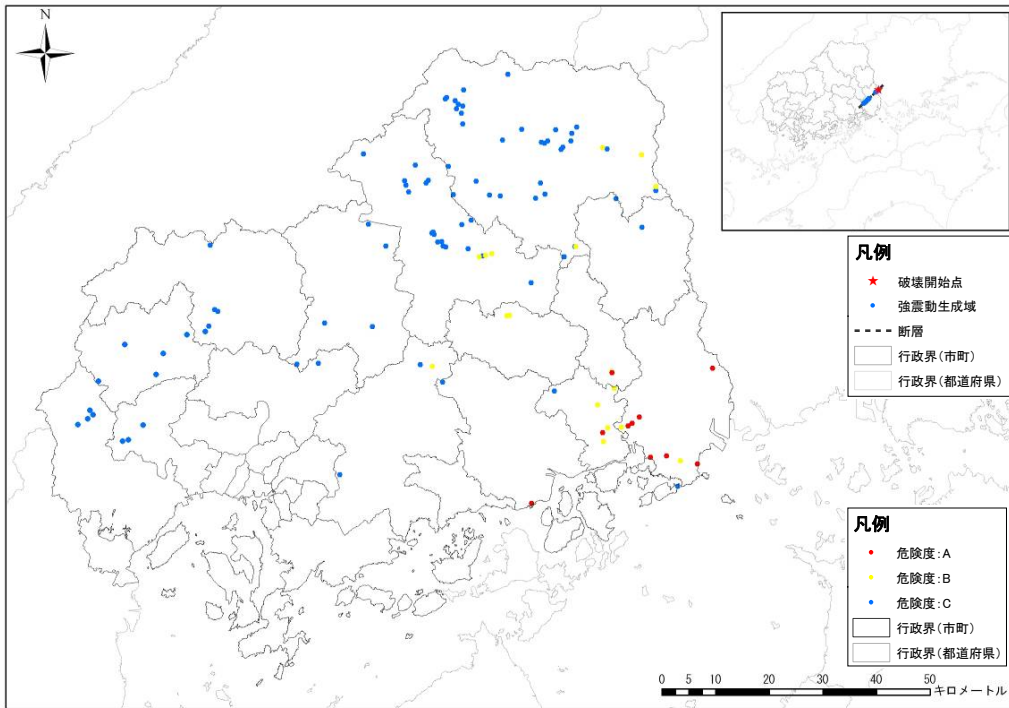 N
凡例
破壊開始点
強震動生成域
断層
行政界(市町)
行政界(都道府県)
凡例
危険度:A
危険度:B
危険度:C
行政界(市町)
行政界(都道府県)
0 5 10 20 30 40 50
キロメートル